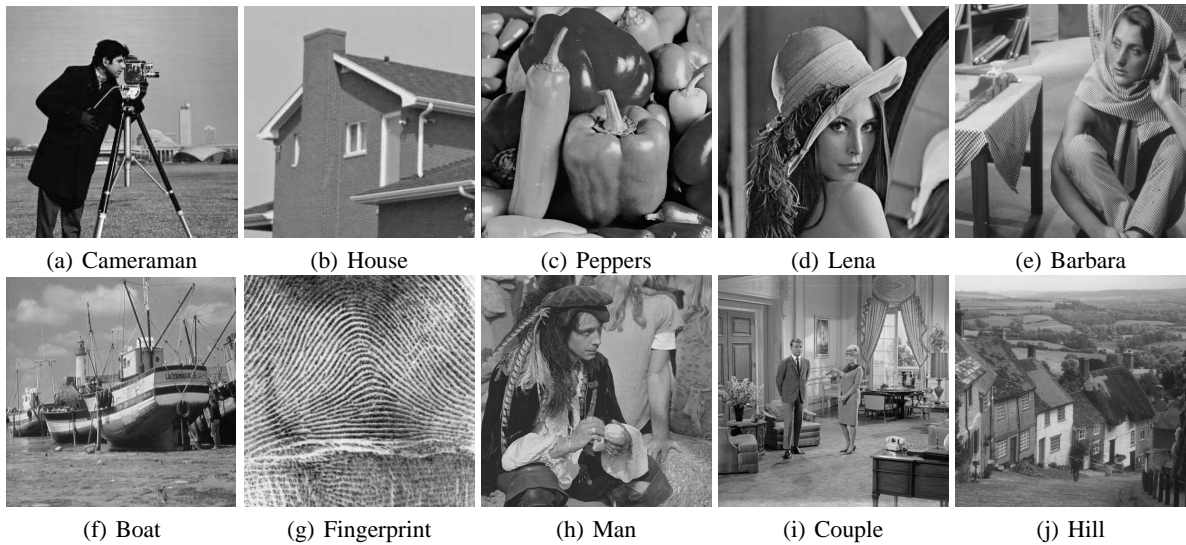 (a) Cameraman
(b) House
(c) Peppers
(d) Lena
(e) Barbara
(f) Boat
(g) Fingerprint
(h) Man
(i) Couple
(j) Hill